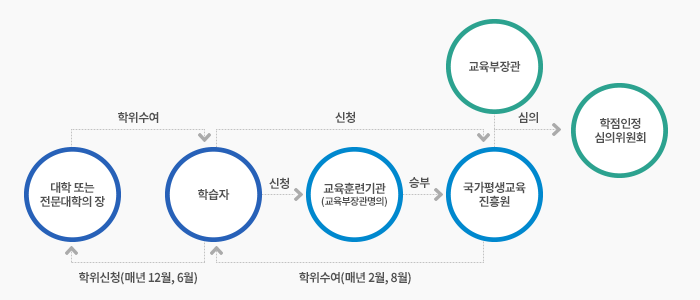 교육부장관
학위수여
신청
심의
학점인정
심의위원회
대학 또는
전문대학의 장
학습자
신청
교육훈련기관
(교육부장관명의)
승부
국가평생교육
진흥원
학위신청(매년 12월, 6월)
학위수여(매년 2월, 8월)